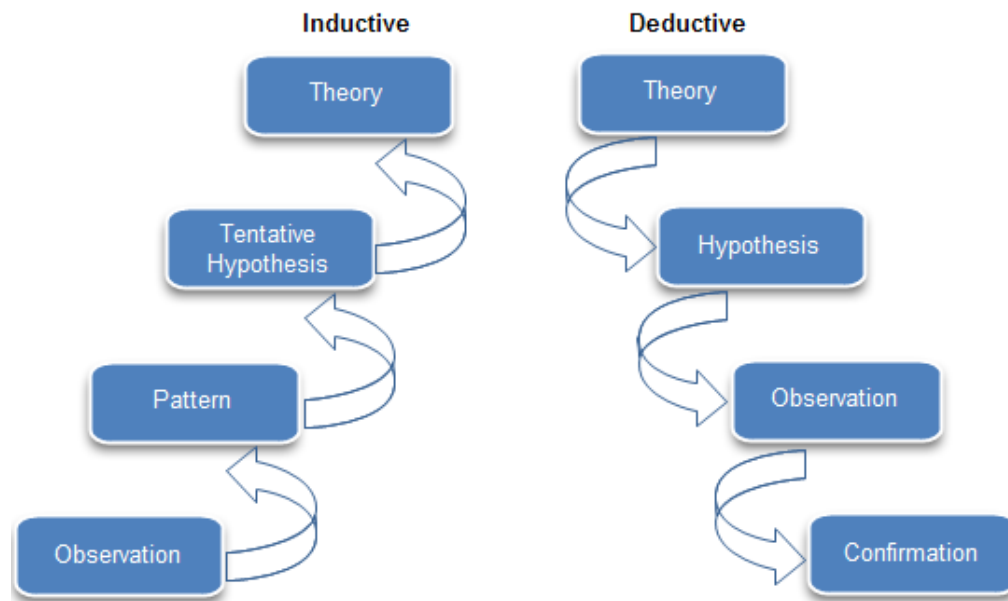 Inductive
Theory
Tentative
Hypothesis
Pattern
Observation
Deductive
Theory
Hypothesis
Observation
Confirmation